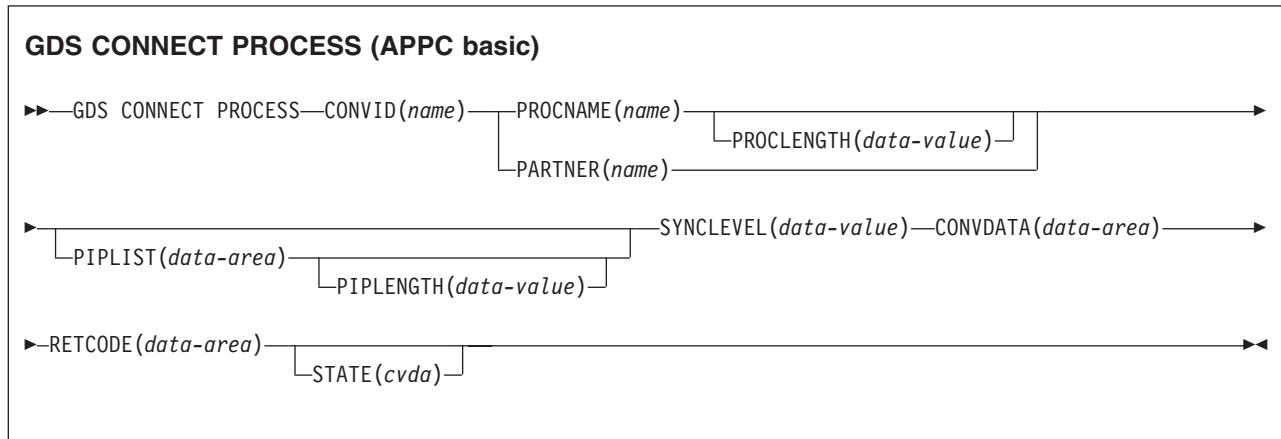 GDS CONNECT PROCESS (APPC basic)
GDS CONNECT PROCESS CONVID(name) PROCNAME(name)
PROCLENGTH(data-value)
PARTNER(name)
SYNCLEVEL(data-value) CONVDATA(data-area)
PIPLIST(data-area)
PIPLENGTH(data-value)
RETCODE(data-area)
STATE(cvda)